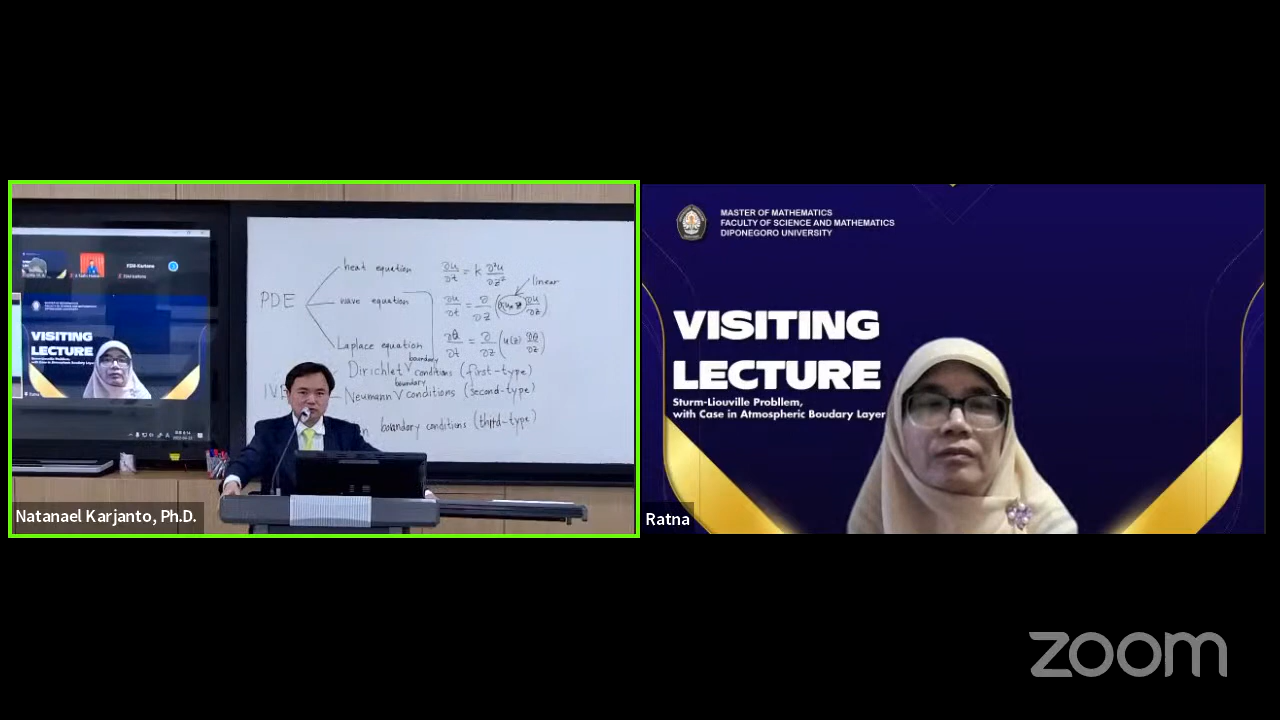 MASTER OF MATHEMATICS
FACULTY OF SCIENCE AND MATHEMATICS
DIPONEGORO UNIVERSITY
VISITING
LECTURE
Sturm-Liouville Probllem,
with Case in Atmospheric Boudary Layer
Ratna
heat equation ∂u/∂t = k ∂²u/∂z²
linear
PDE
wave equation ∂u/∂t = ∂/∂z ( ∂u/∂z)
Laplace equation ∂θ/∂t = ∂/∂z (u(z) ∂θ/∂z)
boundary
Dirichlet ∨ conditions (first-type)
boundary
Neumann ∨ conditions (second-type)
boundary conditions (third-type)
VISITING
LECTURE
Natanael Karjanto, Ph.D.
zoom